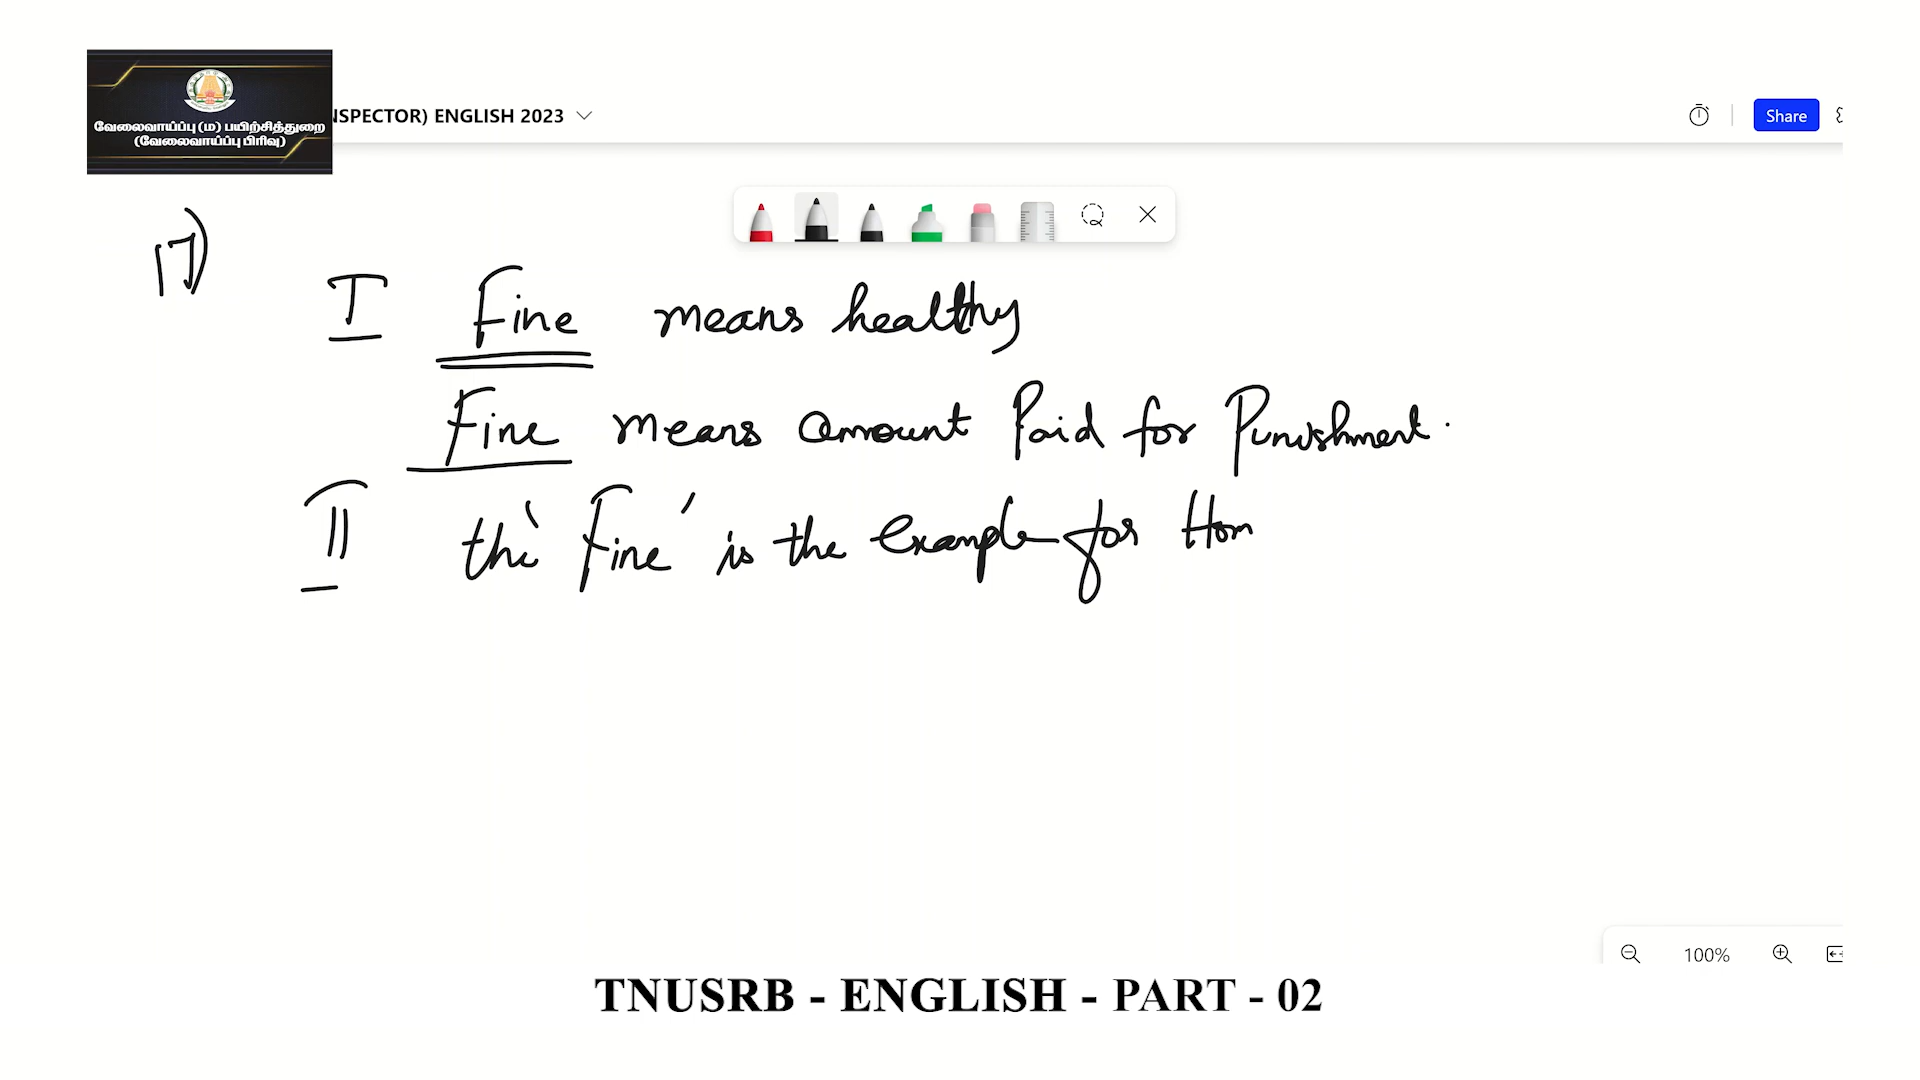 வேலைவாய்ப்பு (ம) பயிற்சித்துறை
(வேலைவாய்ப்பு பிரிவு)
NSPECTOR) ENGLISH 2023
Share
17)
I Fine means healthy
Fine means amount Paid for Punishment.
II the 'Fine' is the example for Hom
100%
TNUSRB - ENGLISH - PART - 02